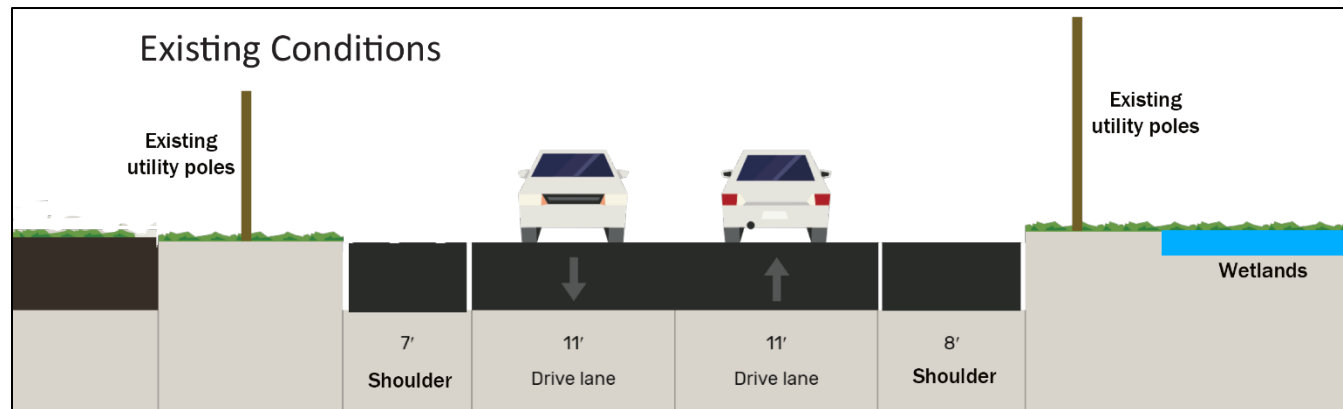 Existing Conditions
Existing
utility poles
Existing
utility poles
Wetlands
7′
Shoulder
11′
Drive lane
11′
Drive lane
8′
Shoulder